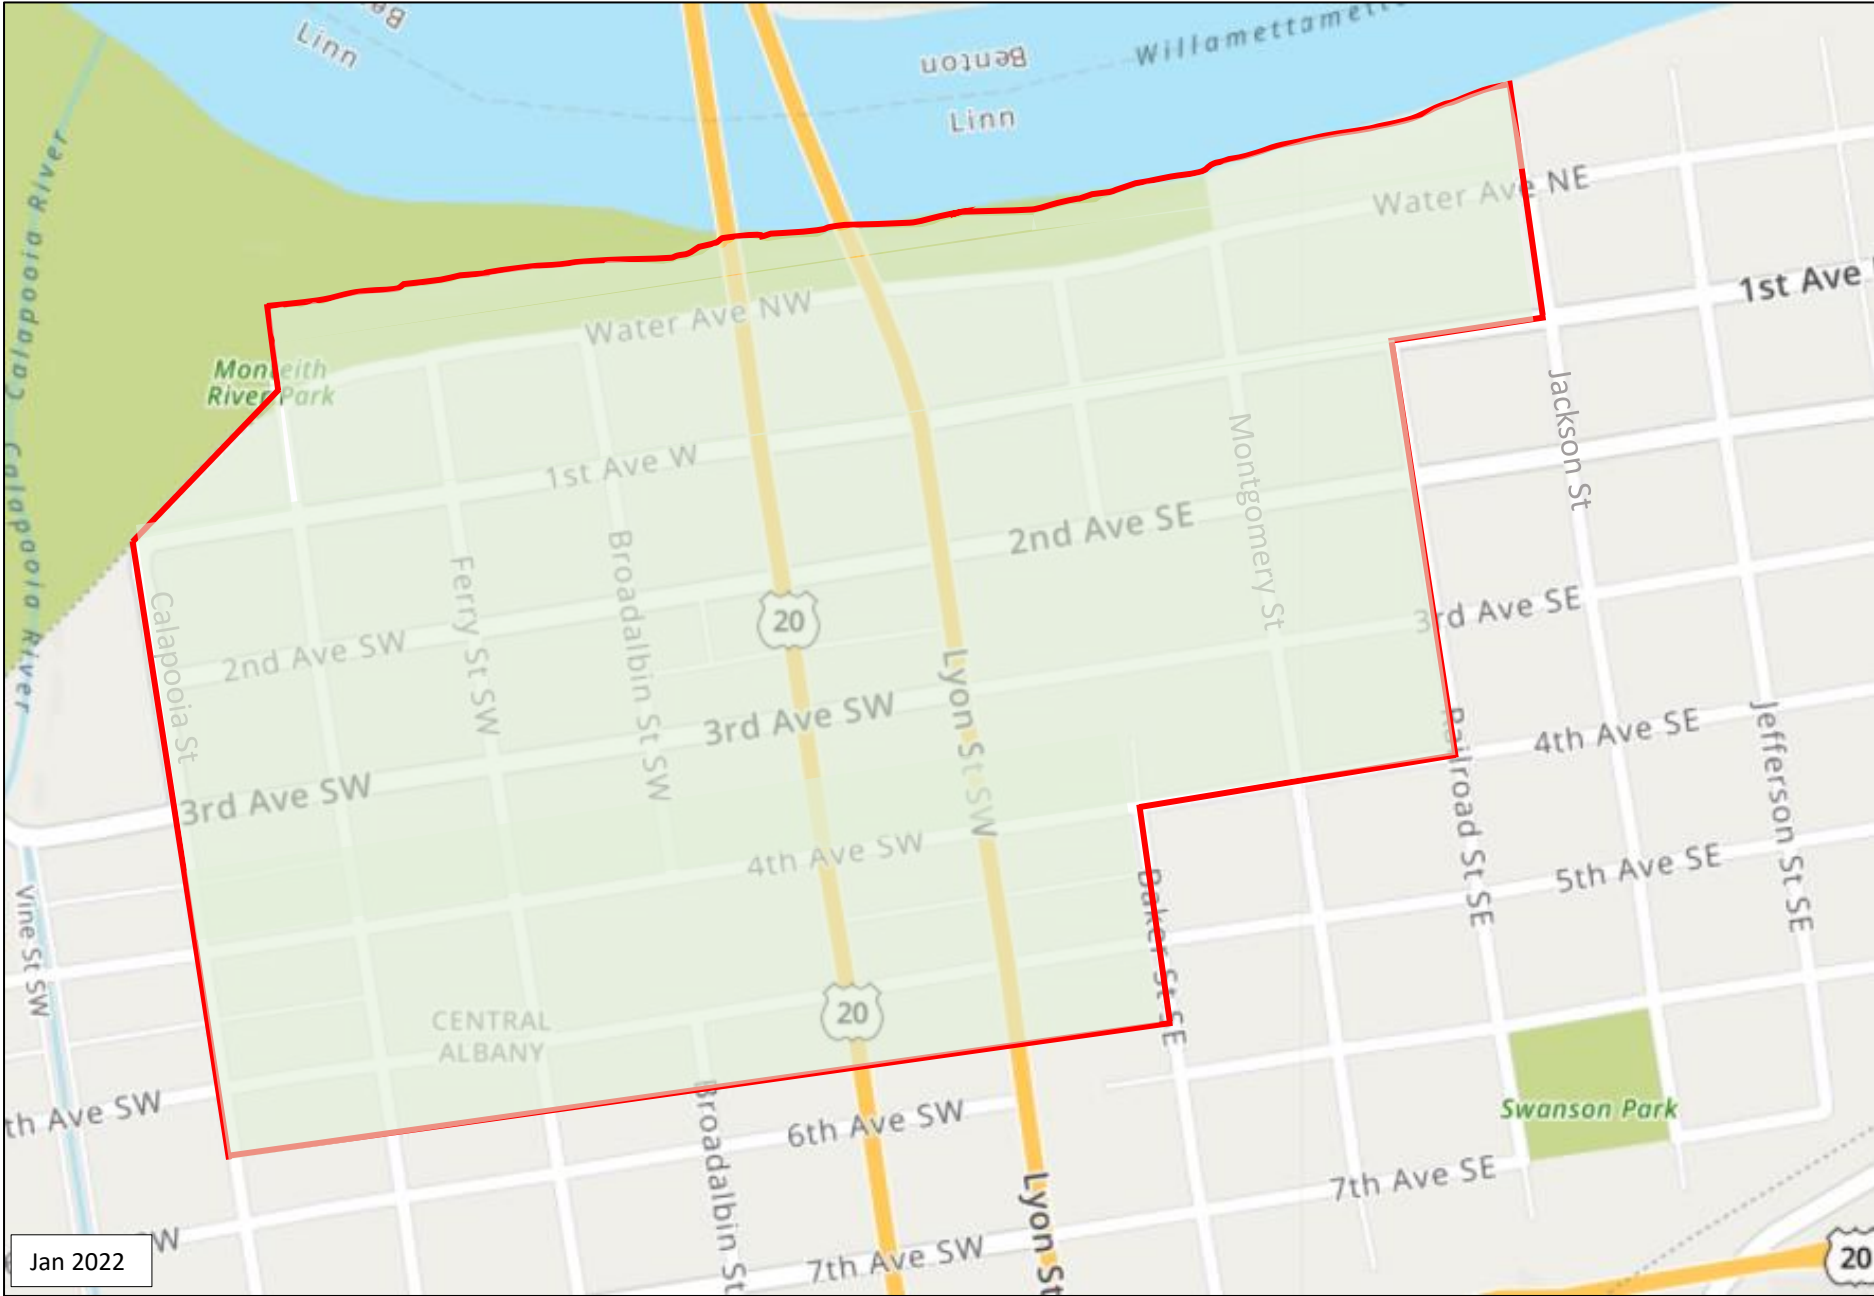 Linn
Benton
Willamettamett
Linn
Calapooia River
Calapooia River
Water Ave NE
1st Ave
Water Ave NW
Monteith
River Park
Jackson St
Montgomery St
1st Ave W
2nd Ave SE
Ferry St SW
Broadalbin St SW
Calapooia St
20
3rd Ave SE
2nd Ave SW
Lyon St SW
3rd Ave SW
3rd Ave SW
Railroad St SE
4th Ave SE
Jefferson St SE
4th Ave SW
5th Ave SE
Baker St SE
Vine St SW
20
CENTRAL
ALBANY
th Ave SW
6th Ave SW
Broadalbin St
Swanson Park
Lyon St
7th Ave SE
7th Ave SW
SW
20
Jan 2022